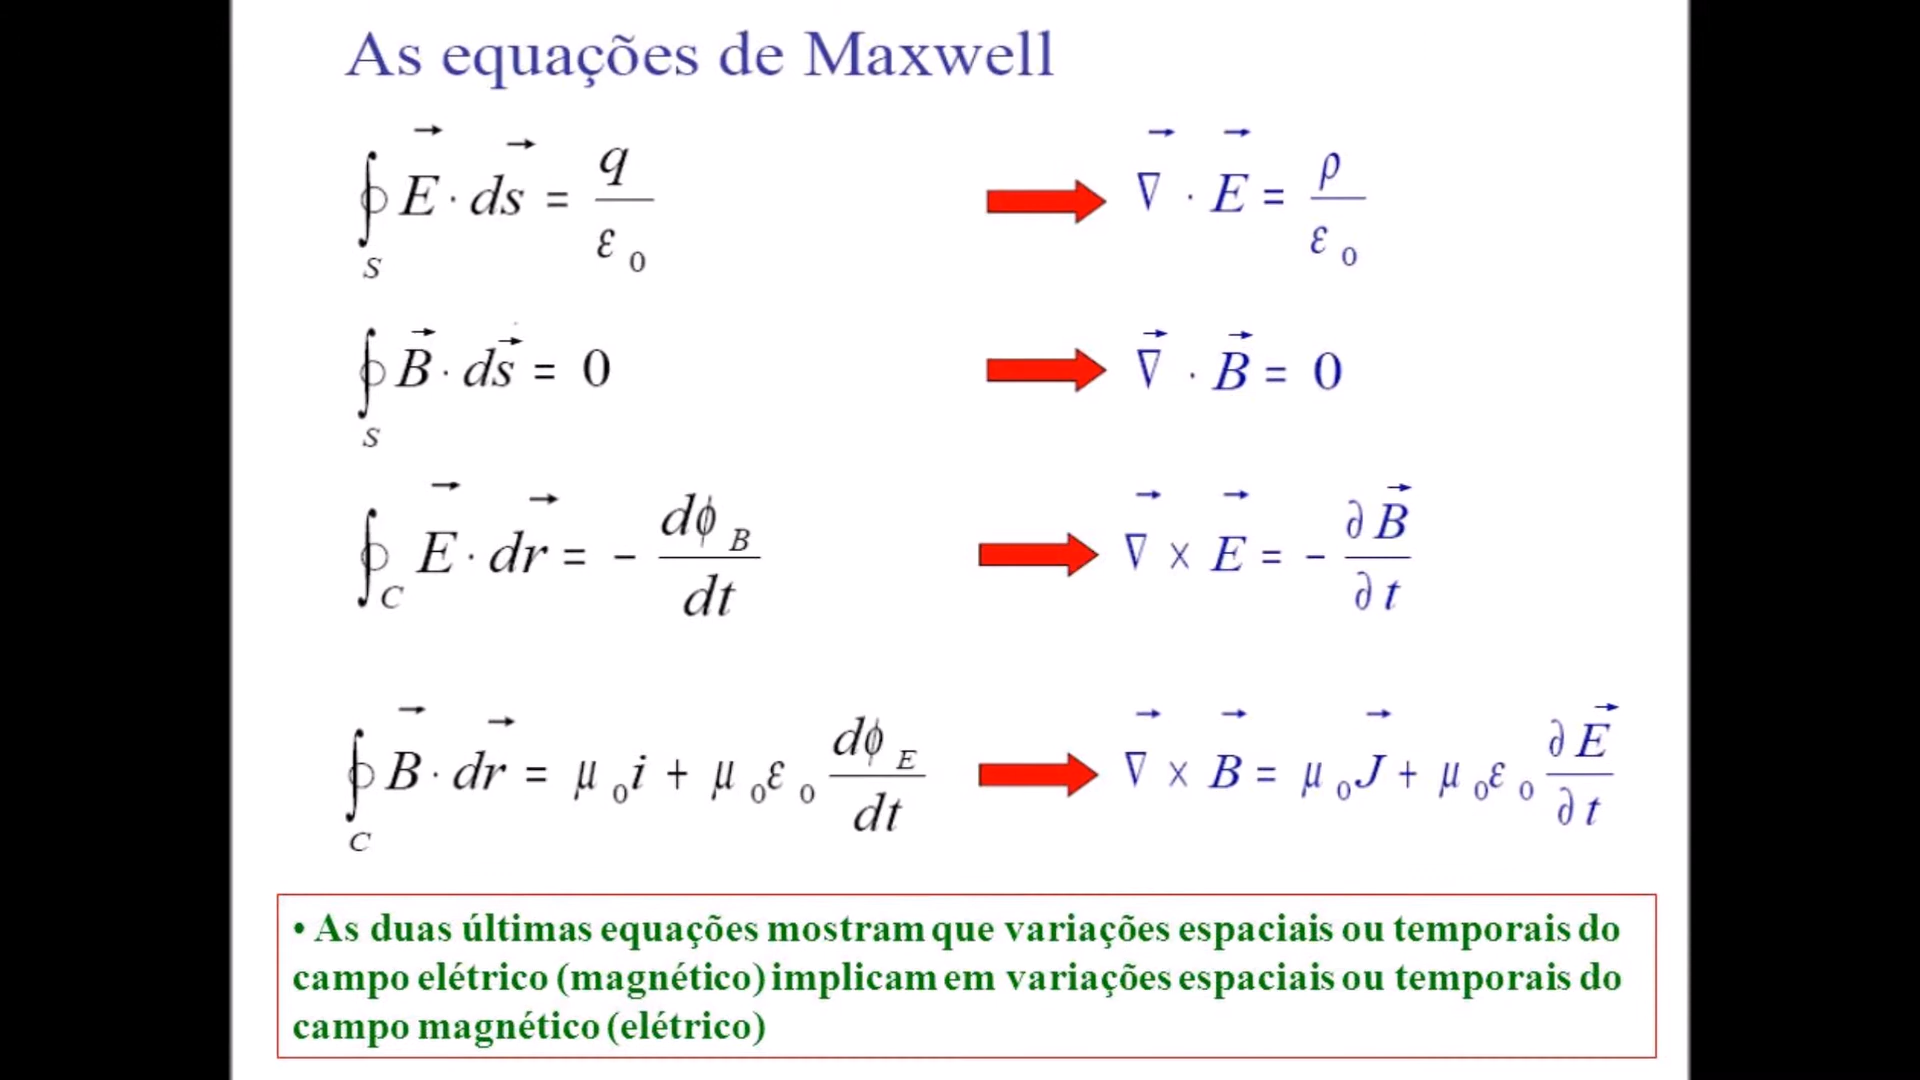 As equações de Maxwell
∮_S E⃗ · ds⃗ = q / ε₀ ∇⃗ · E⃗ = ρ / ε₀
∮_S B⃗ · ds⃗ = 0 ∇⃗ · B⃗ = 0
∮_C E⃗ · dr⃗ = - dϕ_B / dt ∇⃗ × E⃗ = - ∂B⃗ / ∂t
∮_C B⃗ · dr⃗ = μ₀i + μ₀ε₀ dϕ_E / dt ∇⃗ × B⃗ = μ₀J⃗ + μ₀ε₀ ∂E⃗ / ∂t
• As duas últimas equações mostram que variações espaciais ou temporais do
campo elétrico (magnético) implicam em variações espaciais ou temporais do
campo magnético (elétrico)